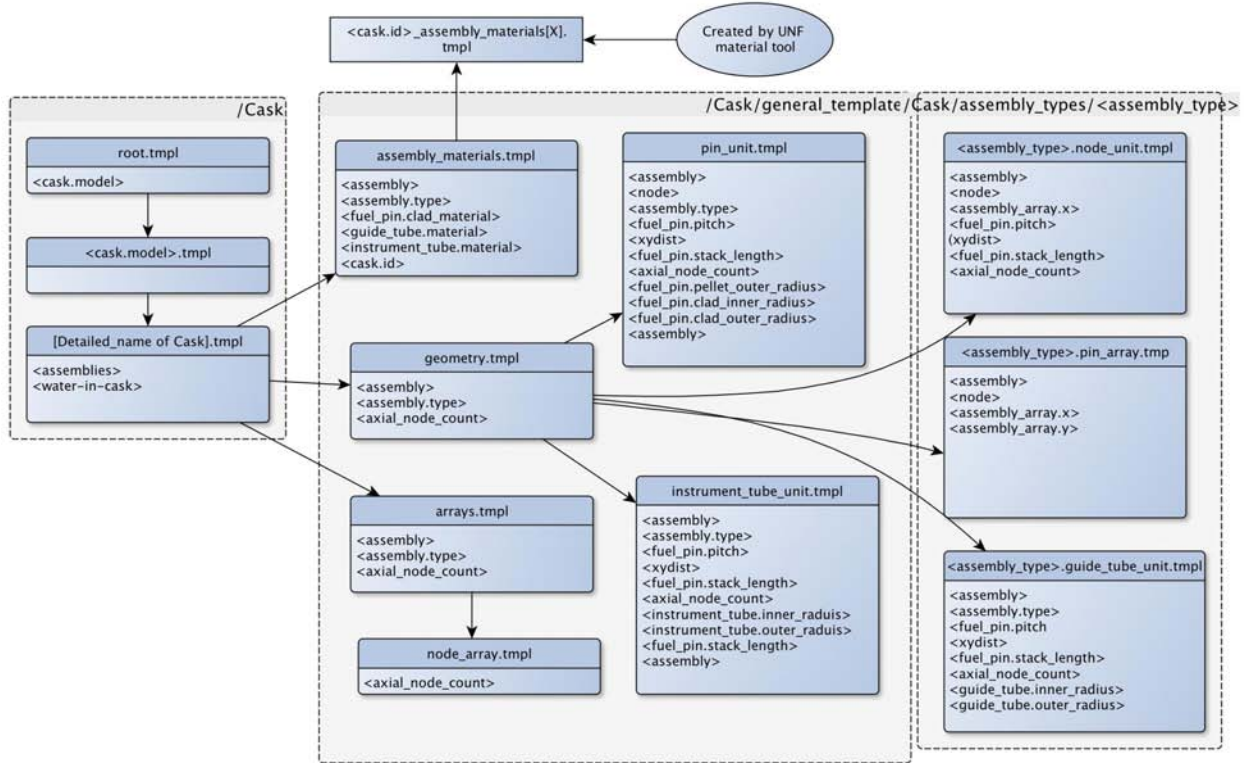 <cask.id>_assembly_materials[X].
tmpl
Created by UNF
material tool
/Cask
root.tmpl
<cask.model>
<cask.model>.tmpl
[Detailed_name of Cask].tmpl
<assemblies>
<water-in-cask>
/Cask/general_template
assembly_materials.tmpl
<assembly>
<assembly.type>
<fuel_pin.clad_material>
<guide_tube.material>
<instrument_tube.material>
<cask.id>
geometry.tmpl
<assembly>
<assembly.type>
<axial_node_count>
arrays.tmpl
<assembly>
<assembly.type>
<axial_node_count>
node_array.tmpl
<axial_node_count>
pin_unit.tmpl
<assembly>
<node>
<assembly.type>
<fuel_pin.pitch>
<xydist>
<fuel_pin.stack_length>
<axial_node_count>
<fuel_pin.pellet_outer_radius>
<fuel_pin.clad_inner_radius>
<fuel_pin.clad_outer_radius>
<assembly>
instrument_tube_unit.tmpl
<assembly>
<assembly.type>
<fuel_pin.pitch>
<xydist>
<fuel_pin.stack_length>
<axial_node_count>
<instrument_tube.inner_raduis>
<instrument_tube.outer_raduis>
<fuel_pin.stack_length>
<assembly>
/Cask/assembly_types/<assembly_type>
<assembly_type>.node_unit.tmpl
<assembly>
<node>
<assembly_array.x>
<fuel_pin.pitch>
(xydist>
<fuel_pin.stack_length>
<axial_node_count>
<assembly_type>.pin_array.tmp
<assembly>
<node>
<assembly_array.x>
<assembly_array.y>
<assembly_type>.guide_tube_unit.tmpl
<assembly>
<assembly.type>
<fuel_pin.pitch
<xydist>
<fuel_pin.stack_length>
<axial_node_count>
<guide_tube.inner_radius>
<guide_tube.outer_radius>